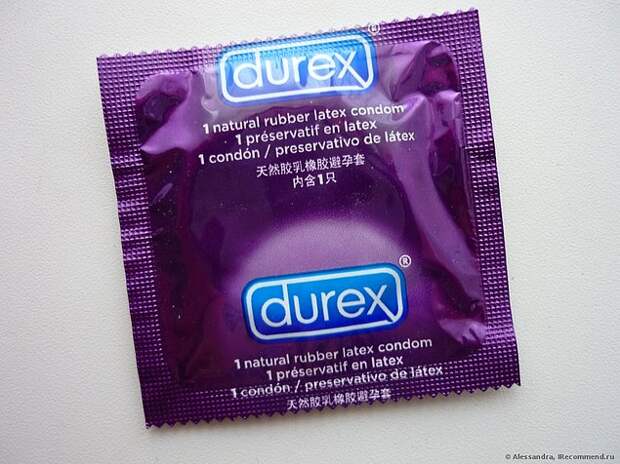 durex ®
1 natural rubber latex condom
1 préservatif en latex
1 condón / preservativo de látex
天然胶乳橡胶避孕套
内含1只
durex ®
1 natural rubber latex condom
1 préservatif en latex
1 condón / preservativo de látex
天然胶乳橡胶避孕套
© Alessandra, IRecommend.ru